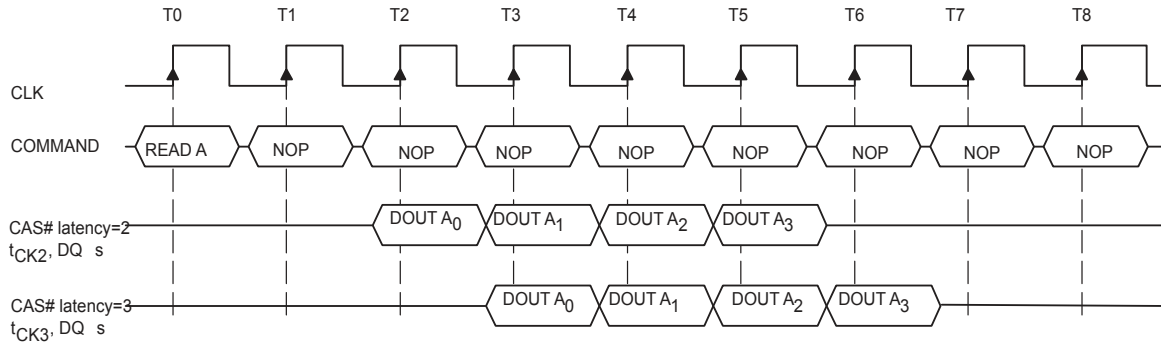 T0 T1 T2 T3 T4 T5 T6 T7 T8
CLK
COMMAND READ A NOP NOP NOP NOP NOP NOP NOP NOP
CAS# latency=2 DOUT A0 DOUT A1 DOUT A2 DOUT A3
tCK2, DQ s
CAS# latency=3 DOUT A0 DOUT A1 DOUT A2 DOUT A3
tCK3, DQ s